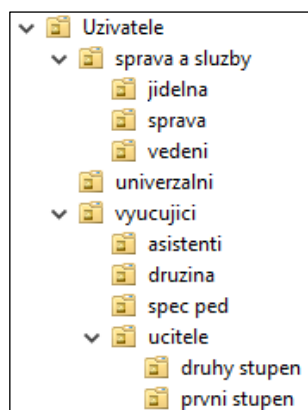 Uzivatele
sprava a sluzby
jidelna
sprava
vedeni
univerzalni
vyucujici
asistenti
druzina
spec ped
ucitele
druhy stupen
prvni stupen